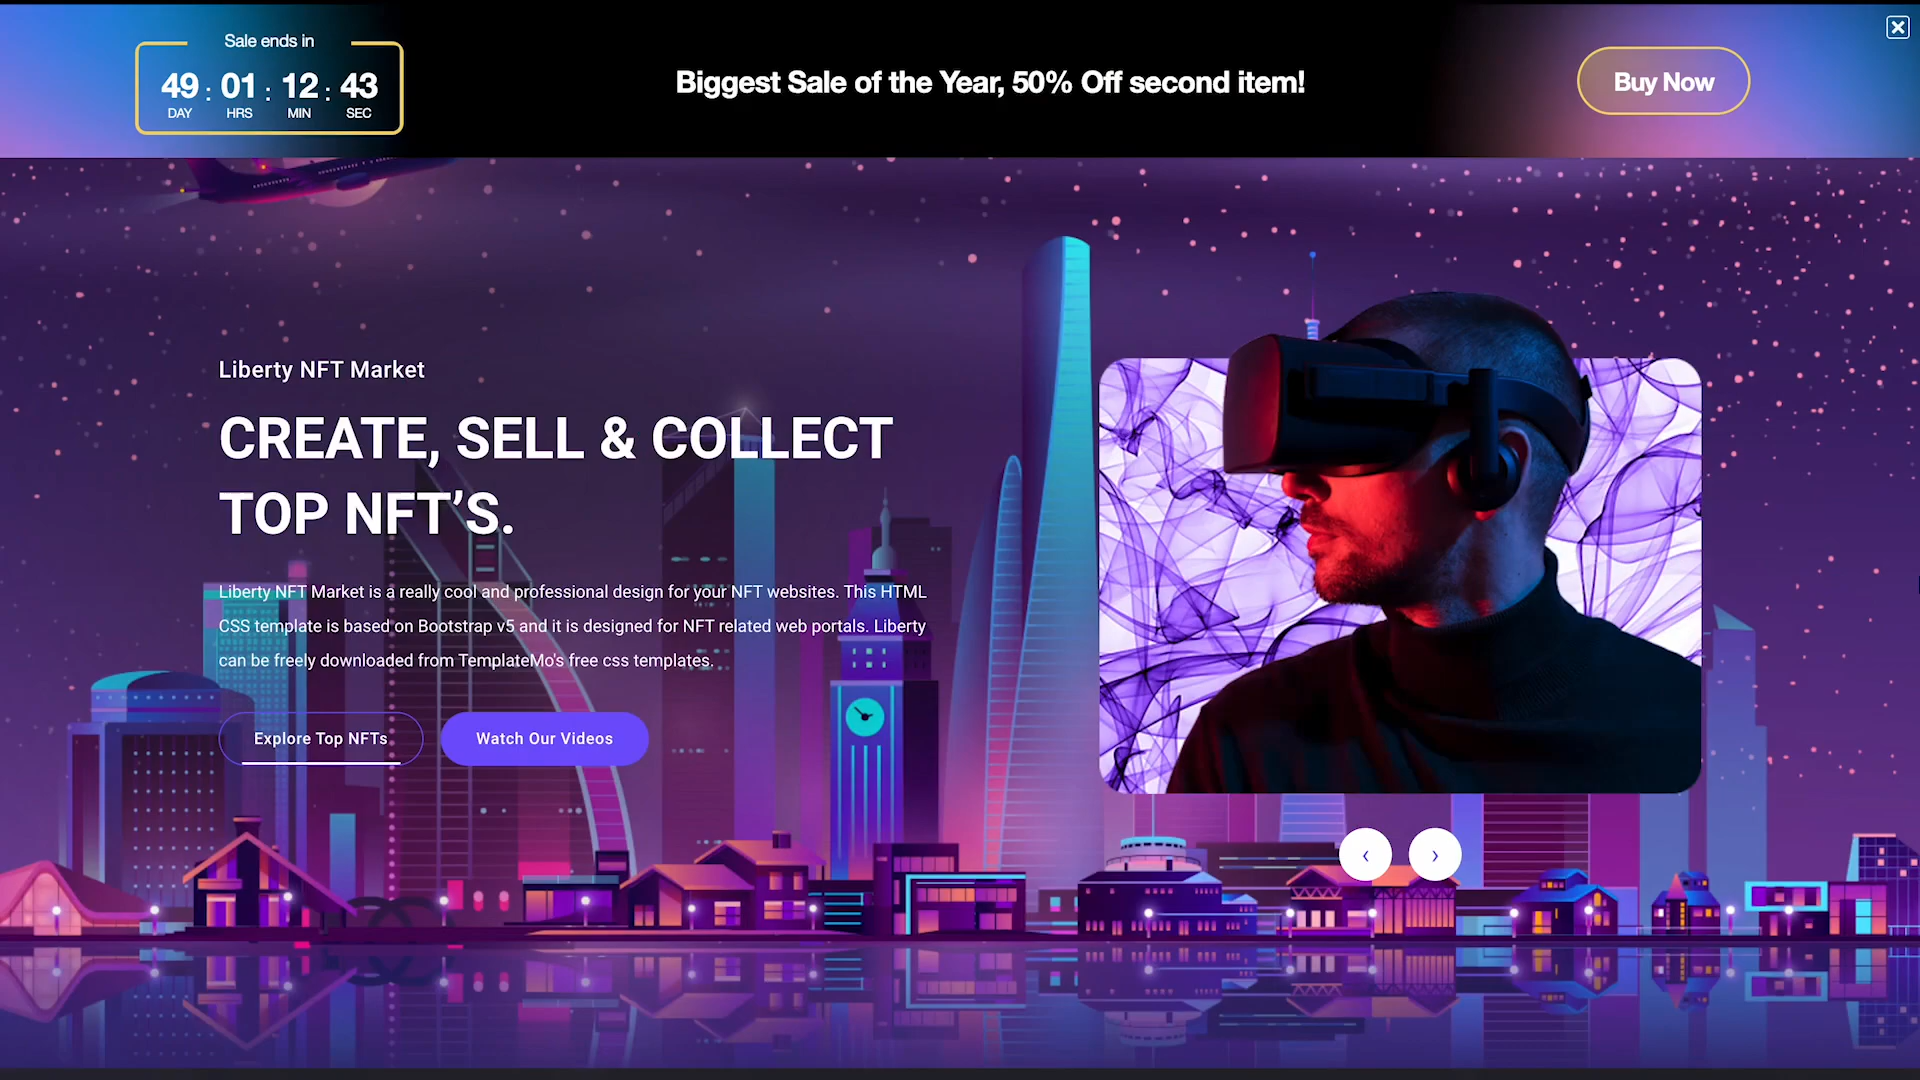 Sale ends in
49 : 01 : 12 : 43
DAY HRS MIN SEC
Biggest Sale of the Year, 50% Off second item!
Buy Now
Liberty NFT Market
CREATE, SELL & COLLECT
TOP NFT’S.
Liberty NFT Market is a really cool and professional design for your NFT websites. This HTML
CSS template is based on Bootstrap v5 and it is designed for NFT related web portals. Liberty
can be freely downloaded from TemplateMo's free css templates.
Explore Top NFTs
Watch Our Videos